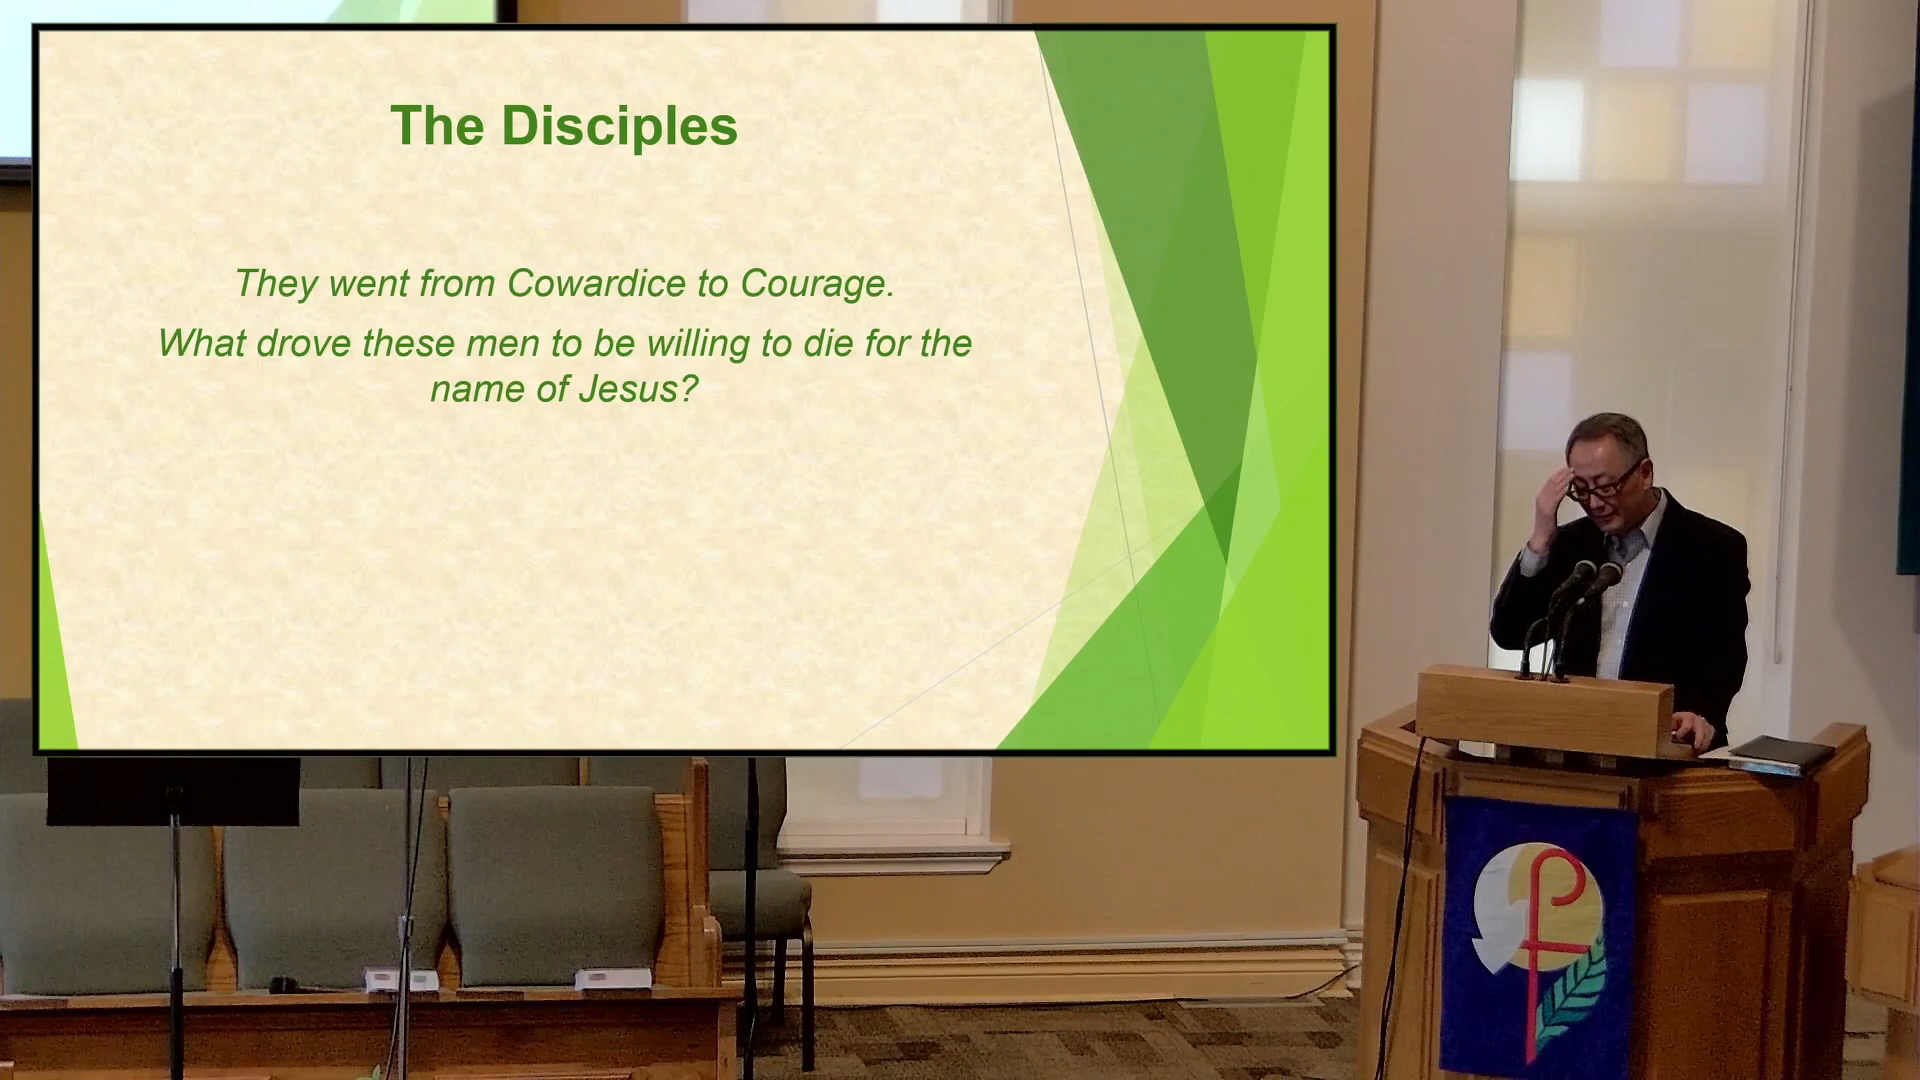 The Disciples
They went from Cowardice to Courage.
What drove these men to be willing to die for the
name of Jesus?